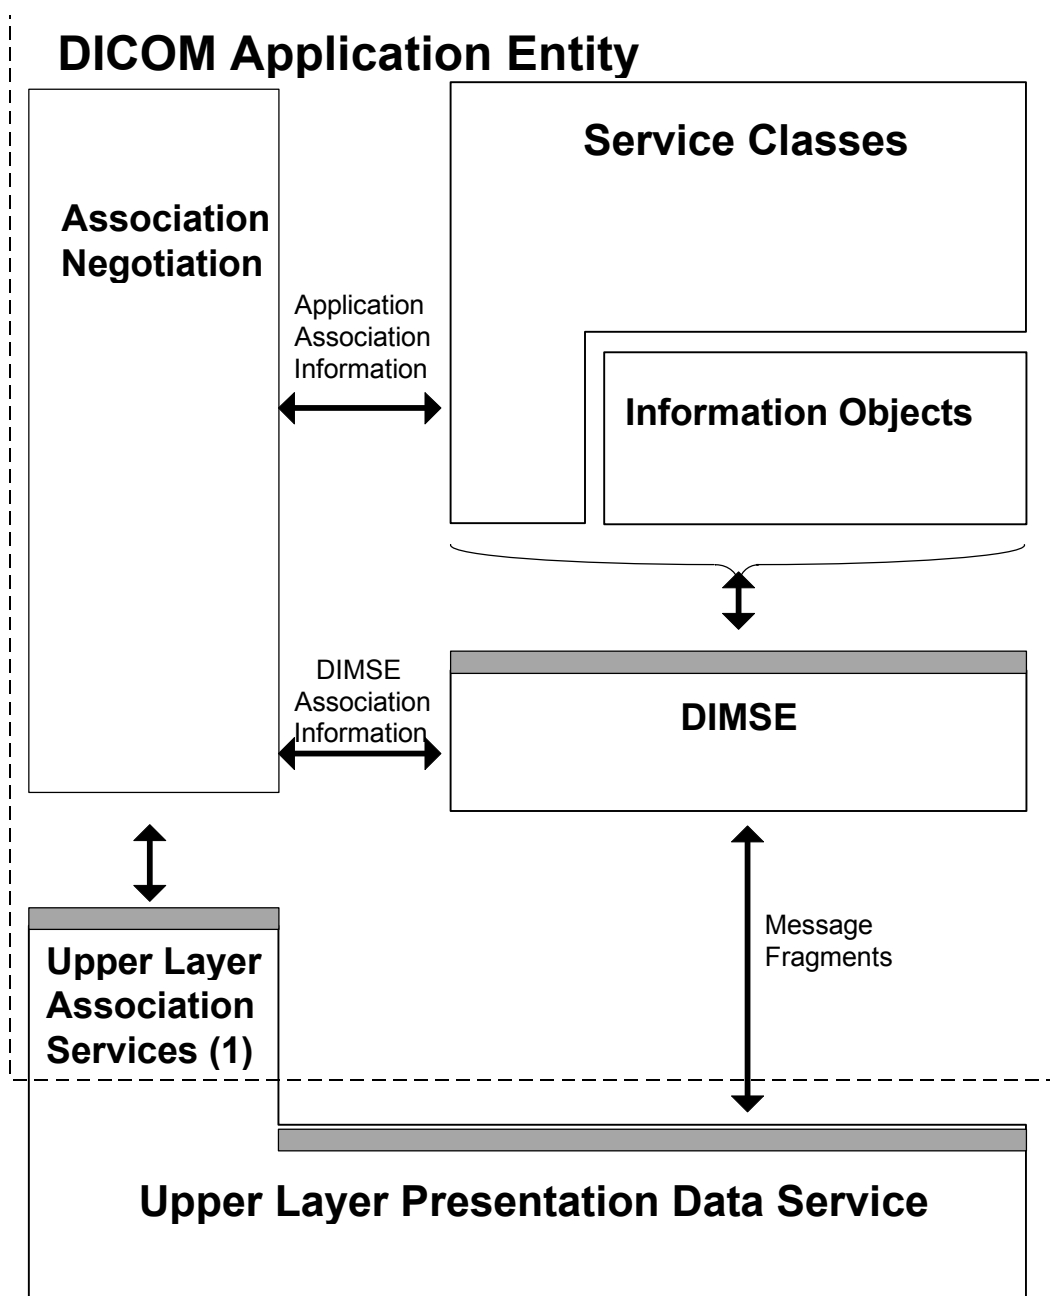 DICOM Application Entity
Service Classes
Association
Negotiation
Application
Association
Information
Information Objects
DIMSE
Association
Information
DIMSE
Message
Fragments
Upper Layer
Association
Services (1)
Upper Layer Presentation Data Service